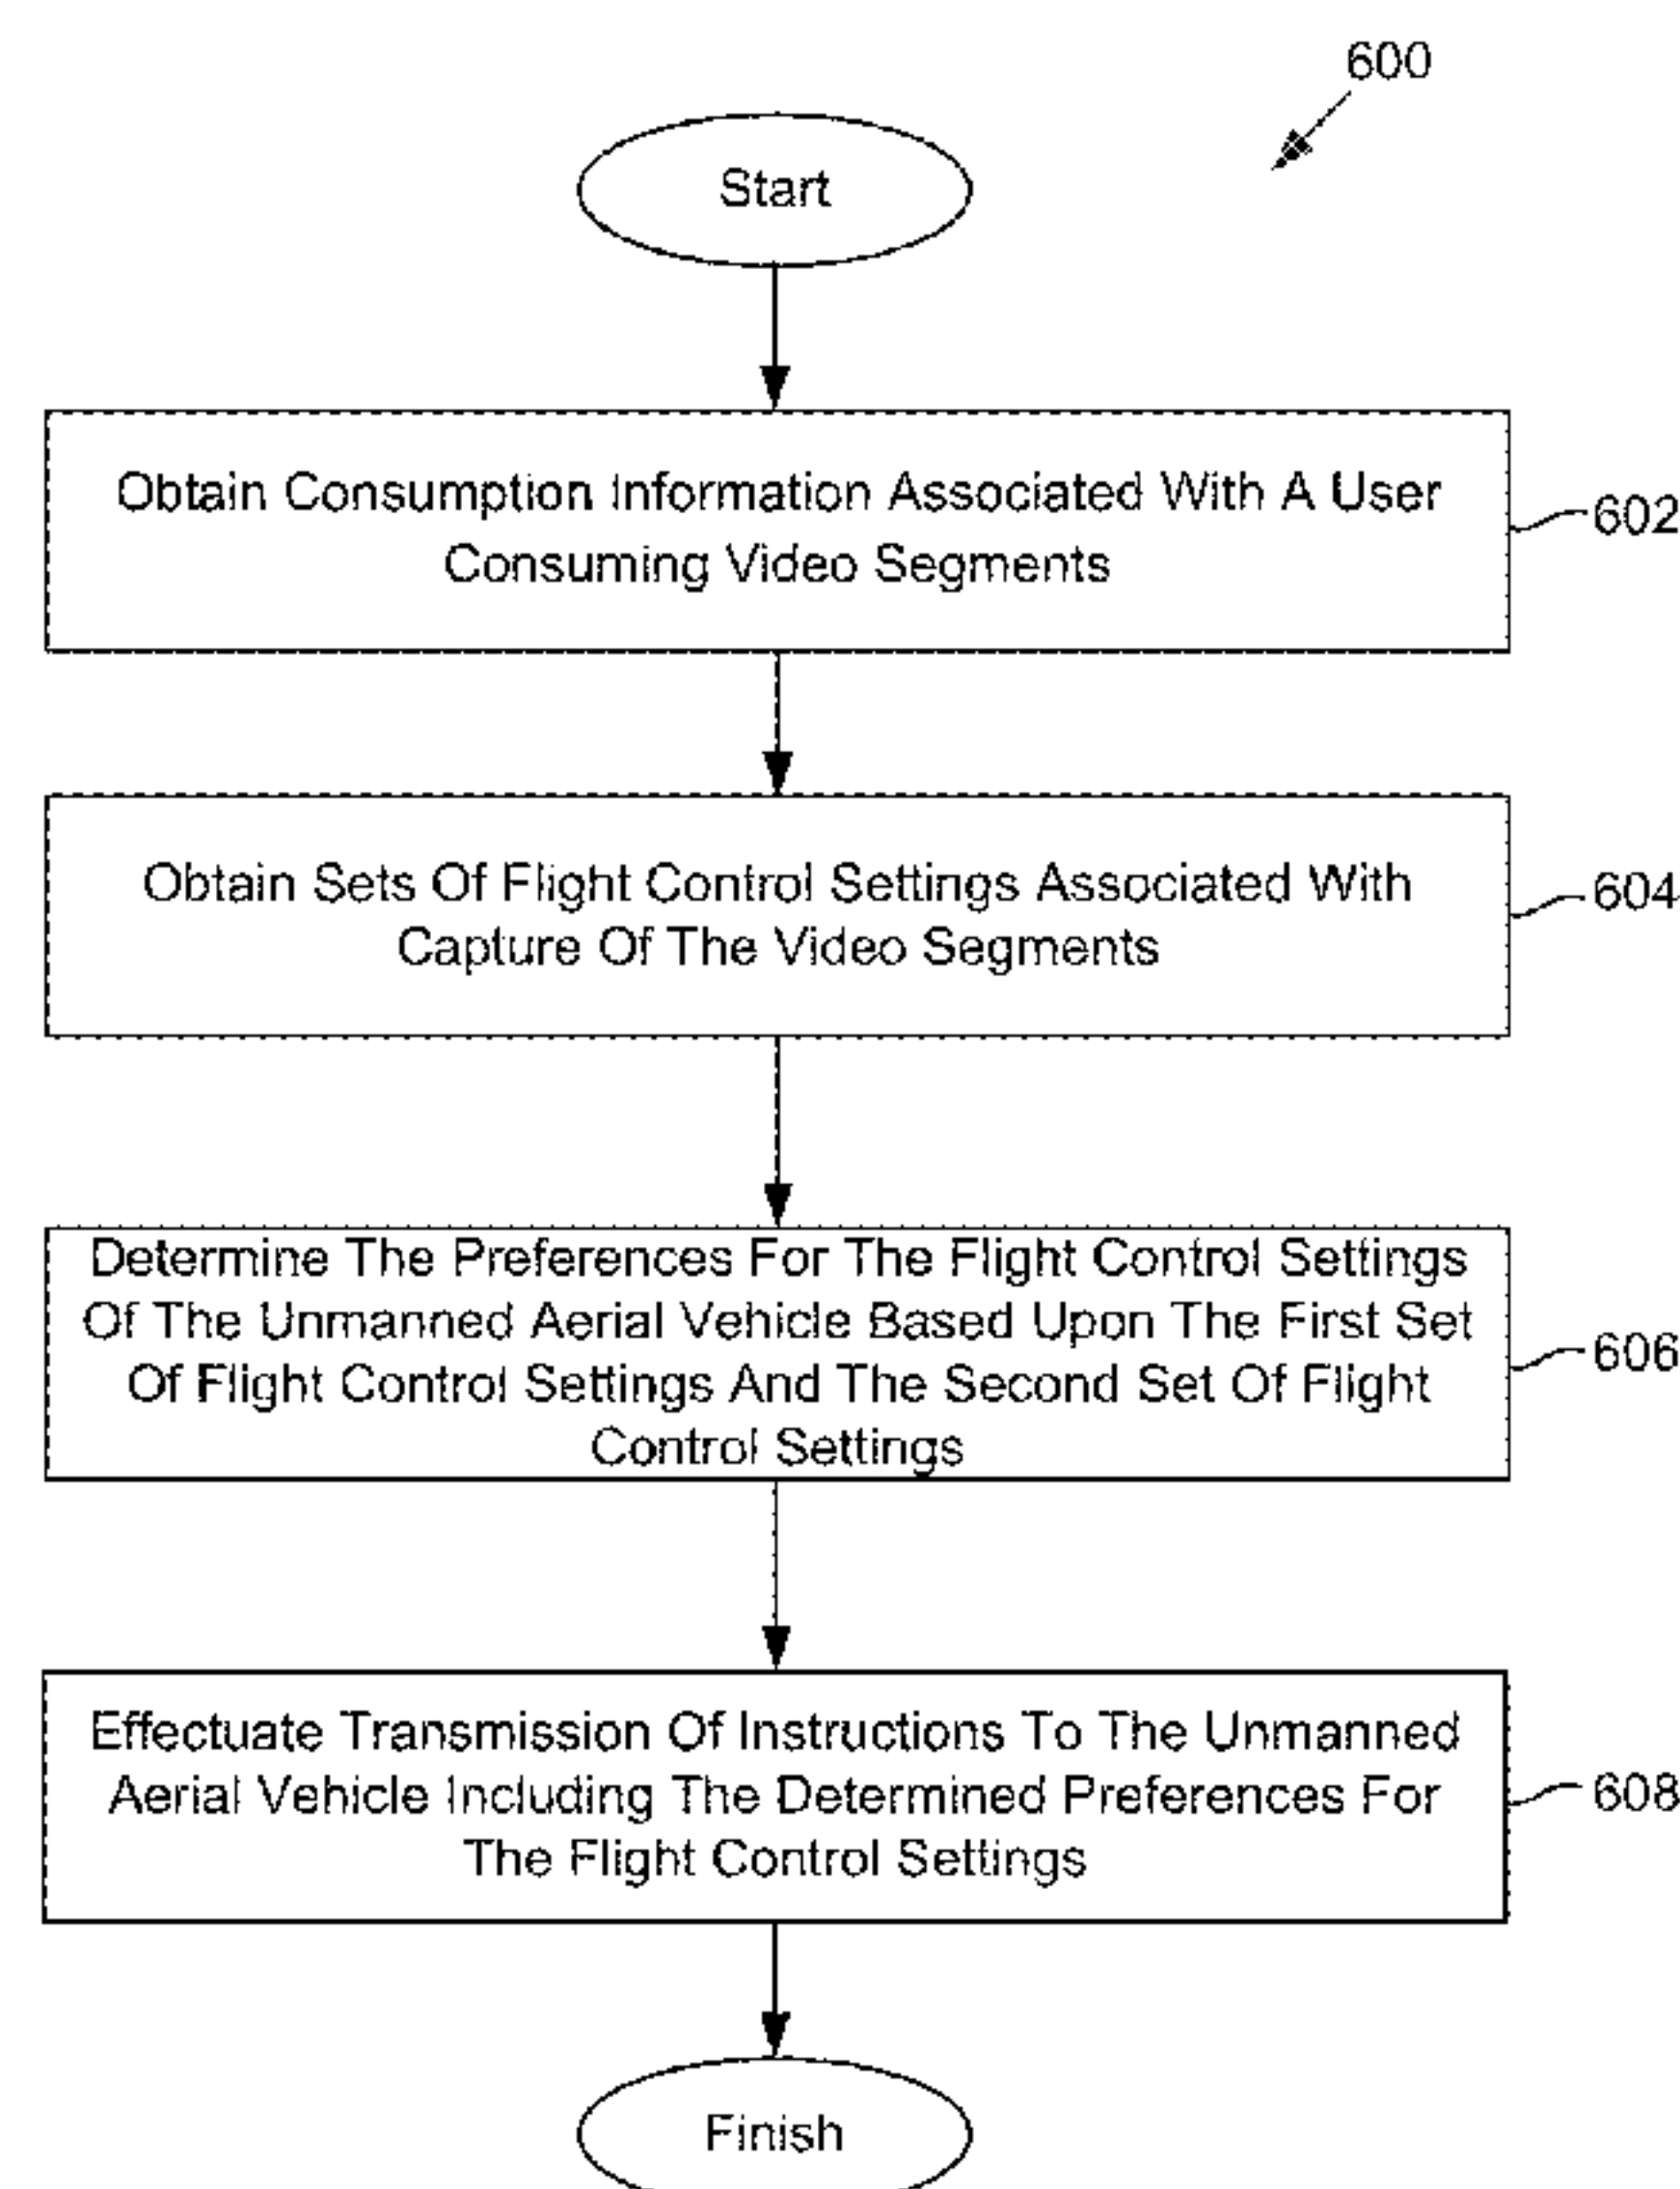 600
Start
Obtain Consumption Information Associated With A User
Consuming Video Segments
602
Obtain Sets Of Flight Control Settings Associated With
Capture Of The Video Segments
604
Determine The Preferences For The Flight Control Settings
Of The Unmanned Aerial Vehicle Based Upon The First Set
Of Flight Control Settings And The Second Set Of Flight
Control Settings
606
Effectuate Transmission Of Instructions To The Unmanned
Aerial Vehicle Including The Determined Preferences For
The Flight Control Settings
608
Finish